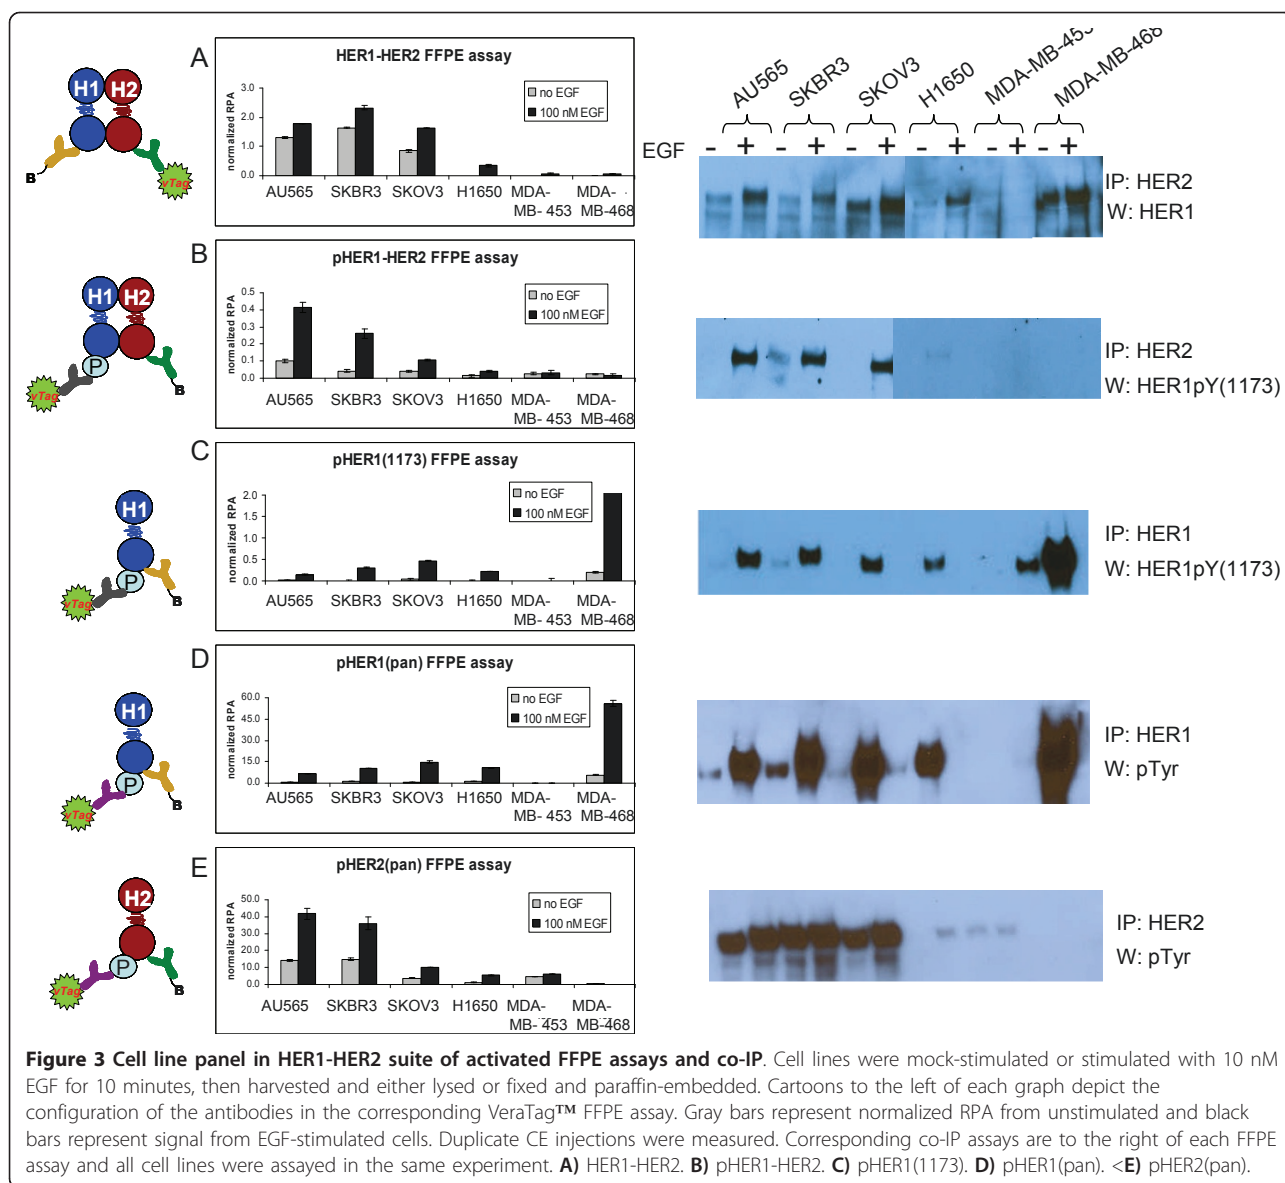 A
HER1-HER2 FFPE assay
no EGF
100 nM EGF
normalized RPA
3.0
2.0
1.0
0.0
AU565 SKBR3 SKOV3 H1650 MDA-MB- 453 MDA-MB-468
H1 H2
B
vTag
AU565 SKBR3 SKOV3 H1650 MDA-MB-453 MDA-MB-468
EGF - + - + - + - + - + - +
IP: HER2
W: HER1
B
pHER1-HER2 FFPE assay
no EGF
100 nM EGF
normalized RPA
0.5
0.4
0.3
0.2
0.1
0.0
AU565 SKBR3 SKOV3 H1650 MDA-MB- 453 MDA-MB-468
H1 H2
P
vTag
B
IP: HER2
W: HER1pY(1173)
C
pHER1(1173) FFPE assay
no EGF
100 nM EGF
normalized RPA
2.0
1.5
1.0
0.5
0.0
AU565 SKBR3 SKOV3 H1650 MDA-MB- 453 MDA-MB-468
H1
P
vTag
B
IP: HER1
W: HER1pY(1173)
D
pHER1(pan) FFPE assay
no EGF
100 nM EGF
normalized RPA
60.0
45.0
30.0
15.0
0.0
AU565 SKBR3 SKOV3 H1650 MDA-MB- 453 MDA-MB-468
H1
P
vTag
B
IP: HER1
W: pTyr
E
pHER2(pan) FFPE assay
no EGF
100 nM EGF
normalized RPA
50.0
40.0
30.0
20.0
10.0
0.0
AU565 SKBR3 SKOV3 H1650 MDA-MB- 453 MDA-MB-468
H2
P
vTag
B
IP: HER2
W: pTyr
Figure 3 Cell line panel in HER1-HER2 suite of activated FFPE assays and co-IP. Cell lines were mock-stimulated or stimulated with 10 nM
EGF for 10 minutes, then harvested and either lysed or fixed and paraffin-embedded. Cartoons to the left of each graph depict the
configuration of the antibodies in the corresponding VeraTag™ FFPE assay. Gray bars represent normalized RPA from unstimulated and black
bars represent signal from EGF-stimulated cells. Duplicate CE injections were measured. Corresponding co-IP assays are to the right of each FFPE
assay and all cell lines were assayed in the same experiment. A) HER1-HER2. B) pHER1-HER2. C) pHER1(1173). D) pHER1(pan). <E) pHER2(pan).